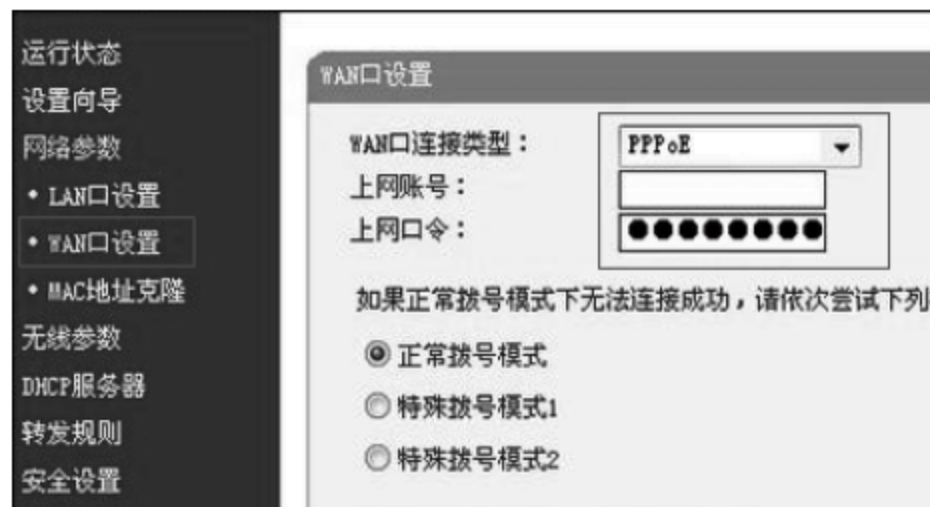 运行状态
设置向导
网络参数
• LAN口设置
• WAN口设置
• MAC地址克隆
无线参数
DHCP服务器
转发规则
安全设置
WAN口设置
WAN口连接类型：
PPPoE
上网账号：
上网口令：
●●●●●●●●
如果正常拨号模式下无法连接成功，请依次尝试下列
正常拨号模式
特殊拨号模式1
特殊拨号模式2